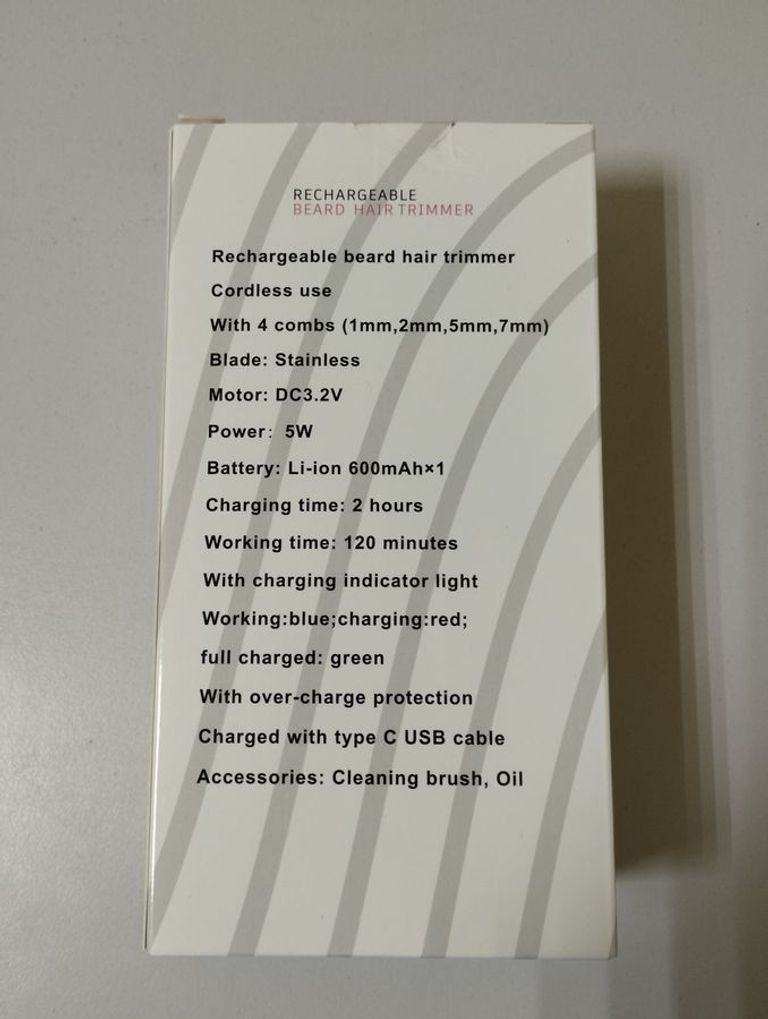 RECHARGEABLE
BEARD HAIR TRIMMER
Rechargeable beard hair trimmer
Cordless use
With 4 combs (1mm,2mm,5mm,7mm)
Blade: Stainless
Motor: DC3.2V
Power: 5W
Battery: Li-ion 600mAh×1
Charging time: 2 hours
Working time: 120 minutes
With charging indicator light
Working:blue;charging:red;
full charged: green
With over-charge protection
Charged with type C USB cable
Accessories: Cleaning brush, Oil